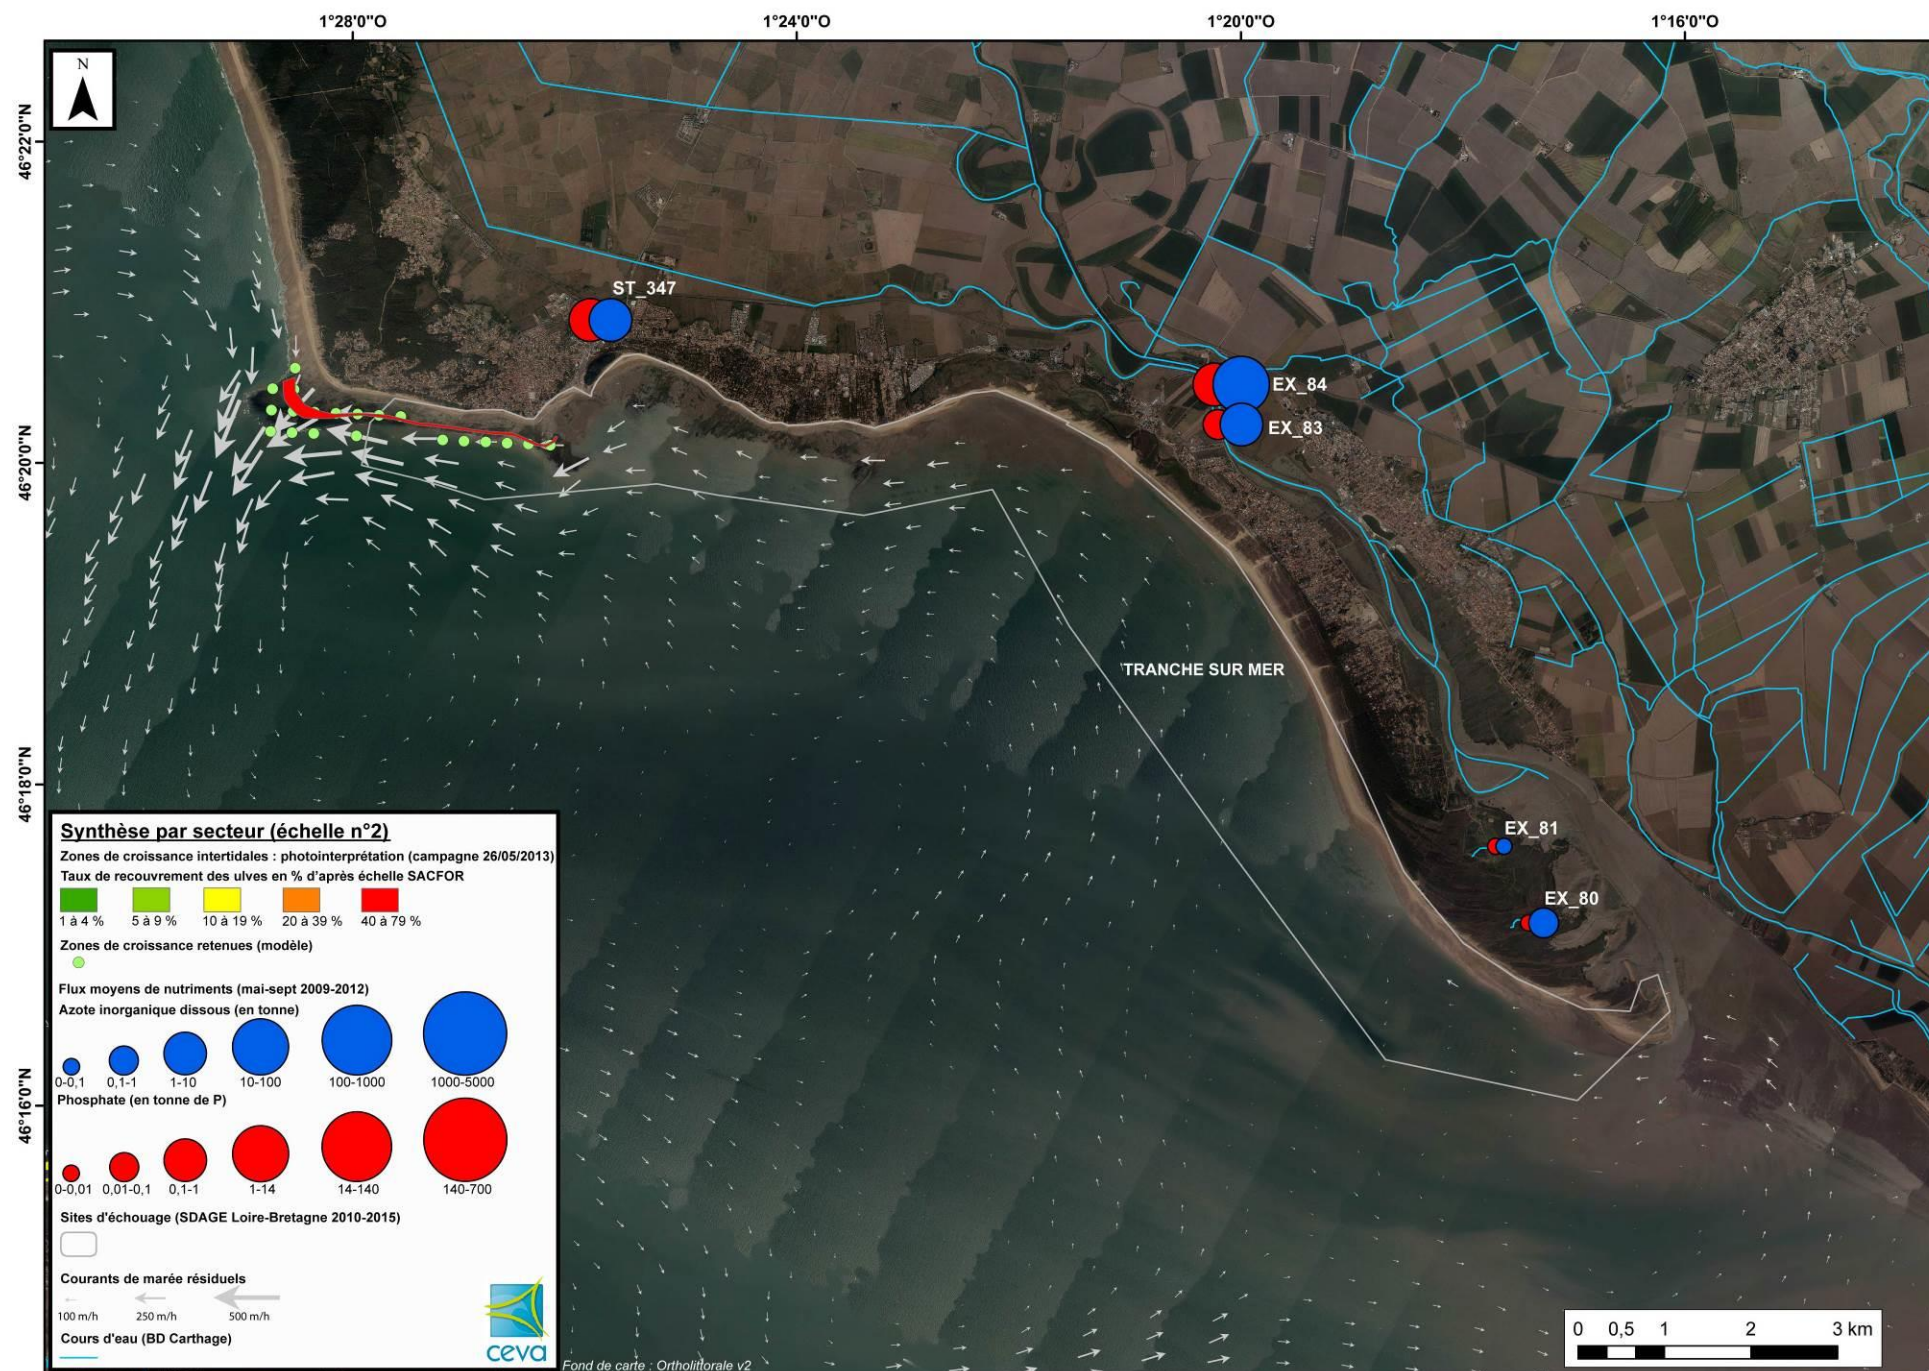 1°28'0"O
1°24'0"O
1°20'0"O
1°16'0"O
N
46°22'0"N
ST_347
EX_84
EX_83
46°20'0"N
TRANCHE SUR MER
46°18'0"N
EX_81
EX_80
46°16'0"N
Synthèse par secteur (échelle n°2)
Zones de croissance intertidales : photointerprétation (campagne 26/05/2013)
Taux de recouvrement des ulves en % d'après échelle SACFOR
1 à 4 % 5 à 9 % 10 à 19 % 20 à 39 % 40 à 79 %
Zones de croissance retenues (modèle)
Flux moyens de nutriments (mai-sept 2009-2012)
Azote inorganique dissous (en tonne)
0-0,1 0,1-1 1-10 10-100 100-1000 1000-5000
Phosphate (en tonne de P)
0-0,01 0,01-0,1 0,1-1 1-14 14-140 140-700
Sites d'échouage (SDAGE Loire-Bretagne 2010-2015)
Courants de marée résiduels
100 m/h 250 m/h 500 m/h
Cours d'eau (BD Carthage)
ceva
Fond de carte : Ortholittorale v2
0 0,5 1 2 3 km